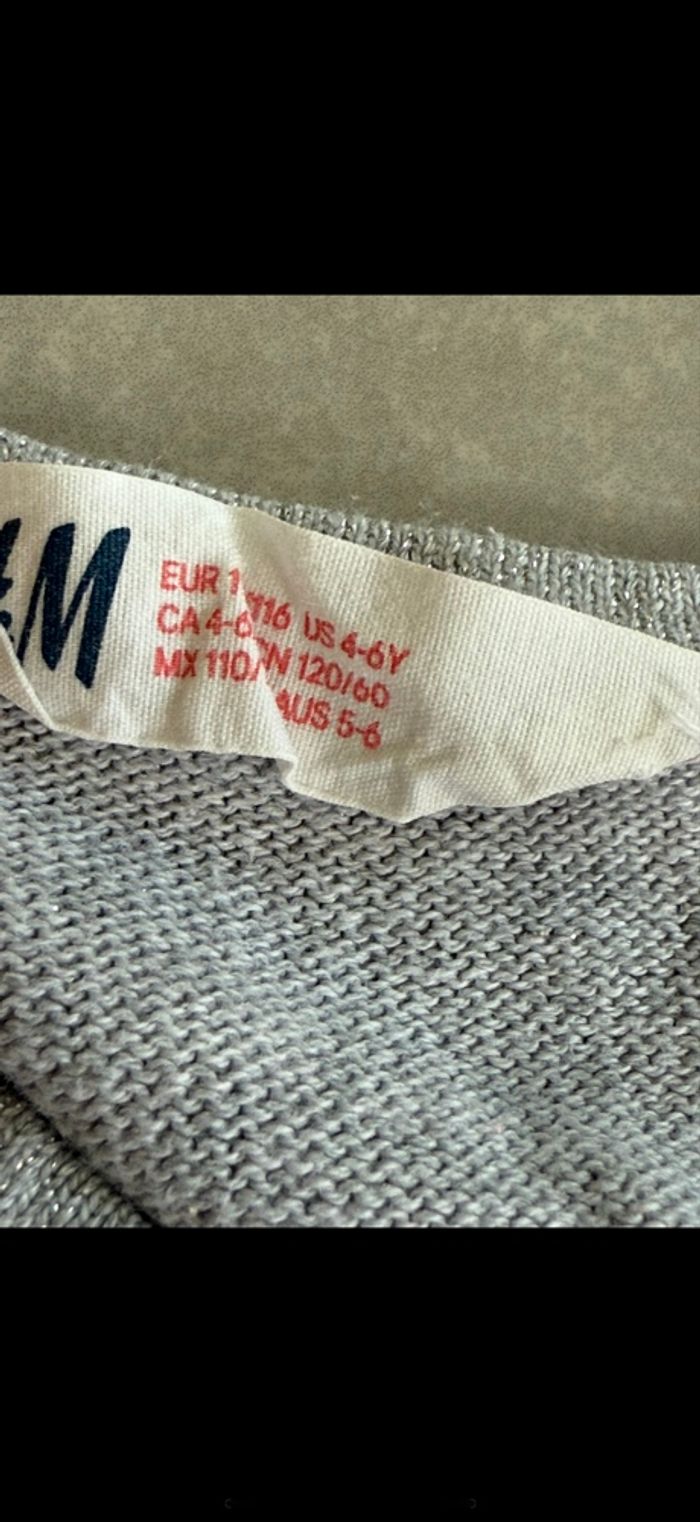 M
EUR 1 116 US 4-6Y
CA 4-6 N 120/60
MX 110/ AUS 5-6